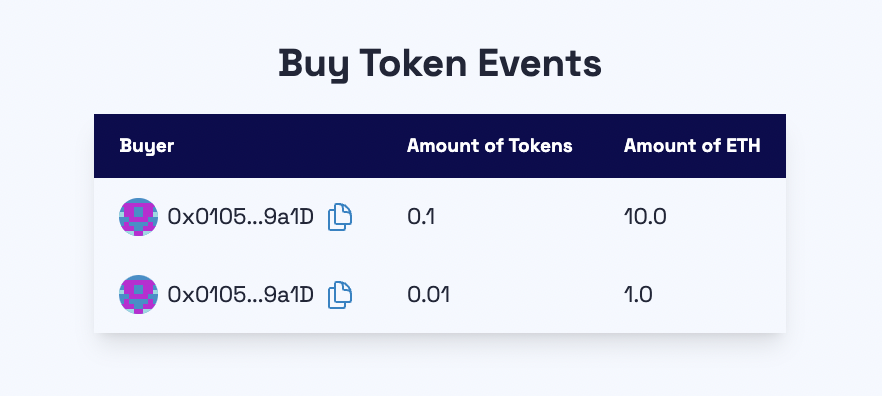 Buy Token Events
Buyer Amount of Tokens Amount of ETH
0x0105...9a1D 0.1 10.0
0x0105...9a1D 0.01 1.0